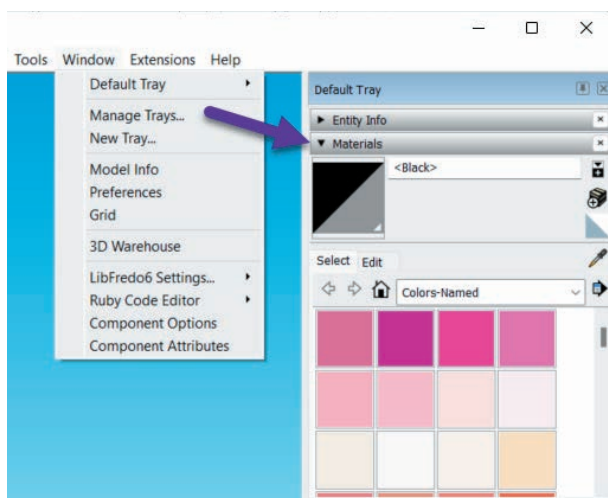 Tools Window Extensions Help
Default Tray
Manage Trays...
New Tray...
Model Info
Preferences
Grid
3D Warehouse
LibFredo6 Settings...
Ruby Code Editor
Component Options
Component Attributes
Default Tray
Entity Info
Materials
<Black>
Select Edit
Colors-Named